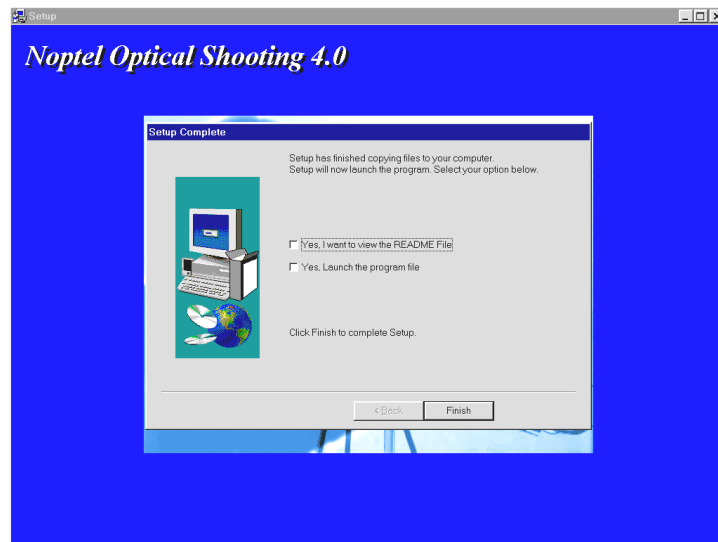 Setup
Noptel Optical Shooting 4.0
Setup Complete
Setup has finished copying files to your computer.
Setup will now launch the program. Select your option below.
Yes, I want to view the README File
Yes, Launch the program file
Click Finish to complete Setup.
< Back
Finish